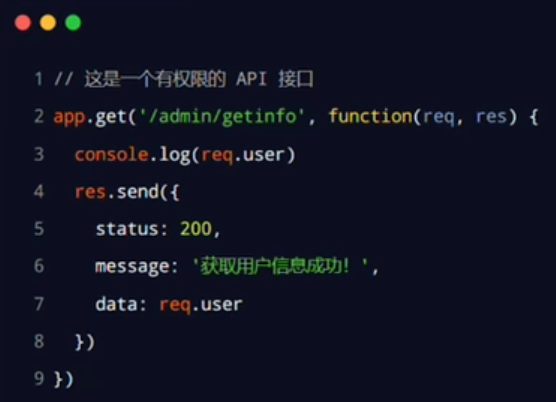 1 // 这是一个有权限的 API 接口
2 app.get('/admin/getinfo', function(req, res) {
3 console.log(req.user)
4 res.send({
5 status: 200,
6 message: '获取用户信息成功！',
7 data: req.user
8 })
9 })